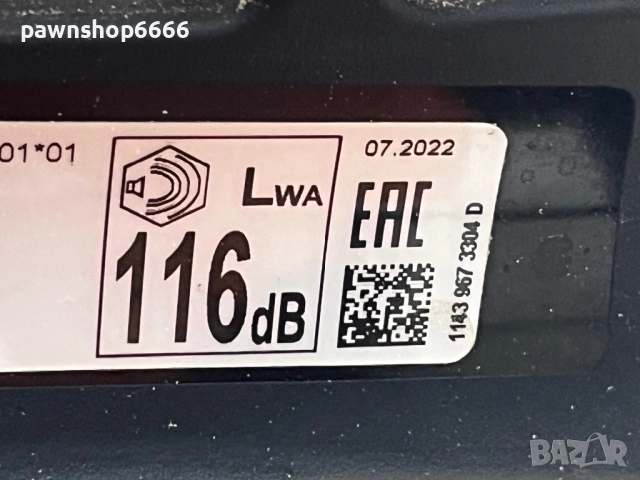 pawnshop6666
01*01
LWA
116dB
07.2022
EAC
1143 967 3304 D
BAZAR